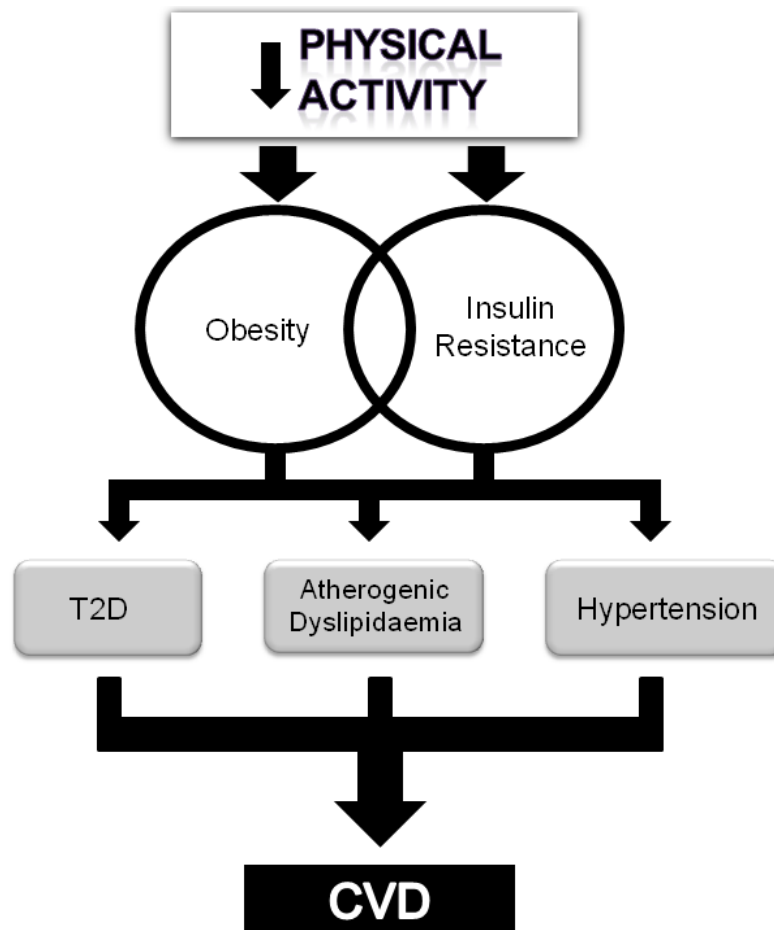 PHYSICAL
ACTIVITY
Obesity
Insulin
Resistance
T2D
Atherogenic
Dyslipidaemia
Hypertension
CVD